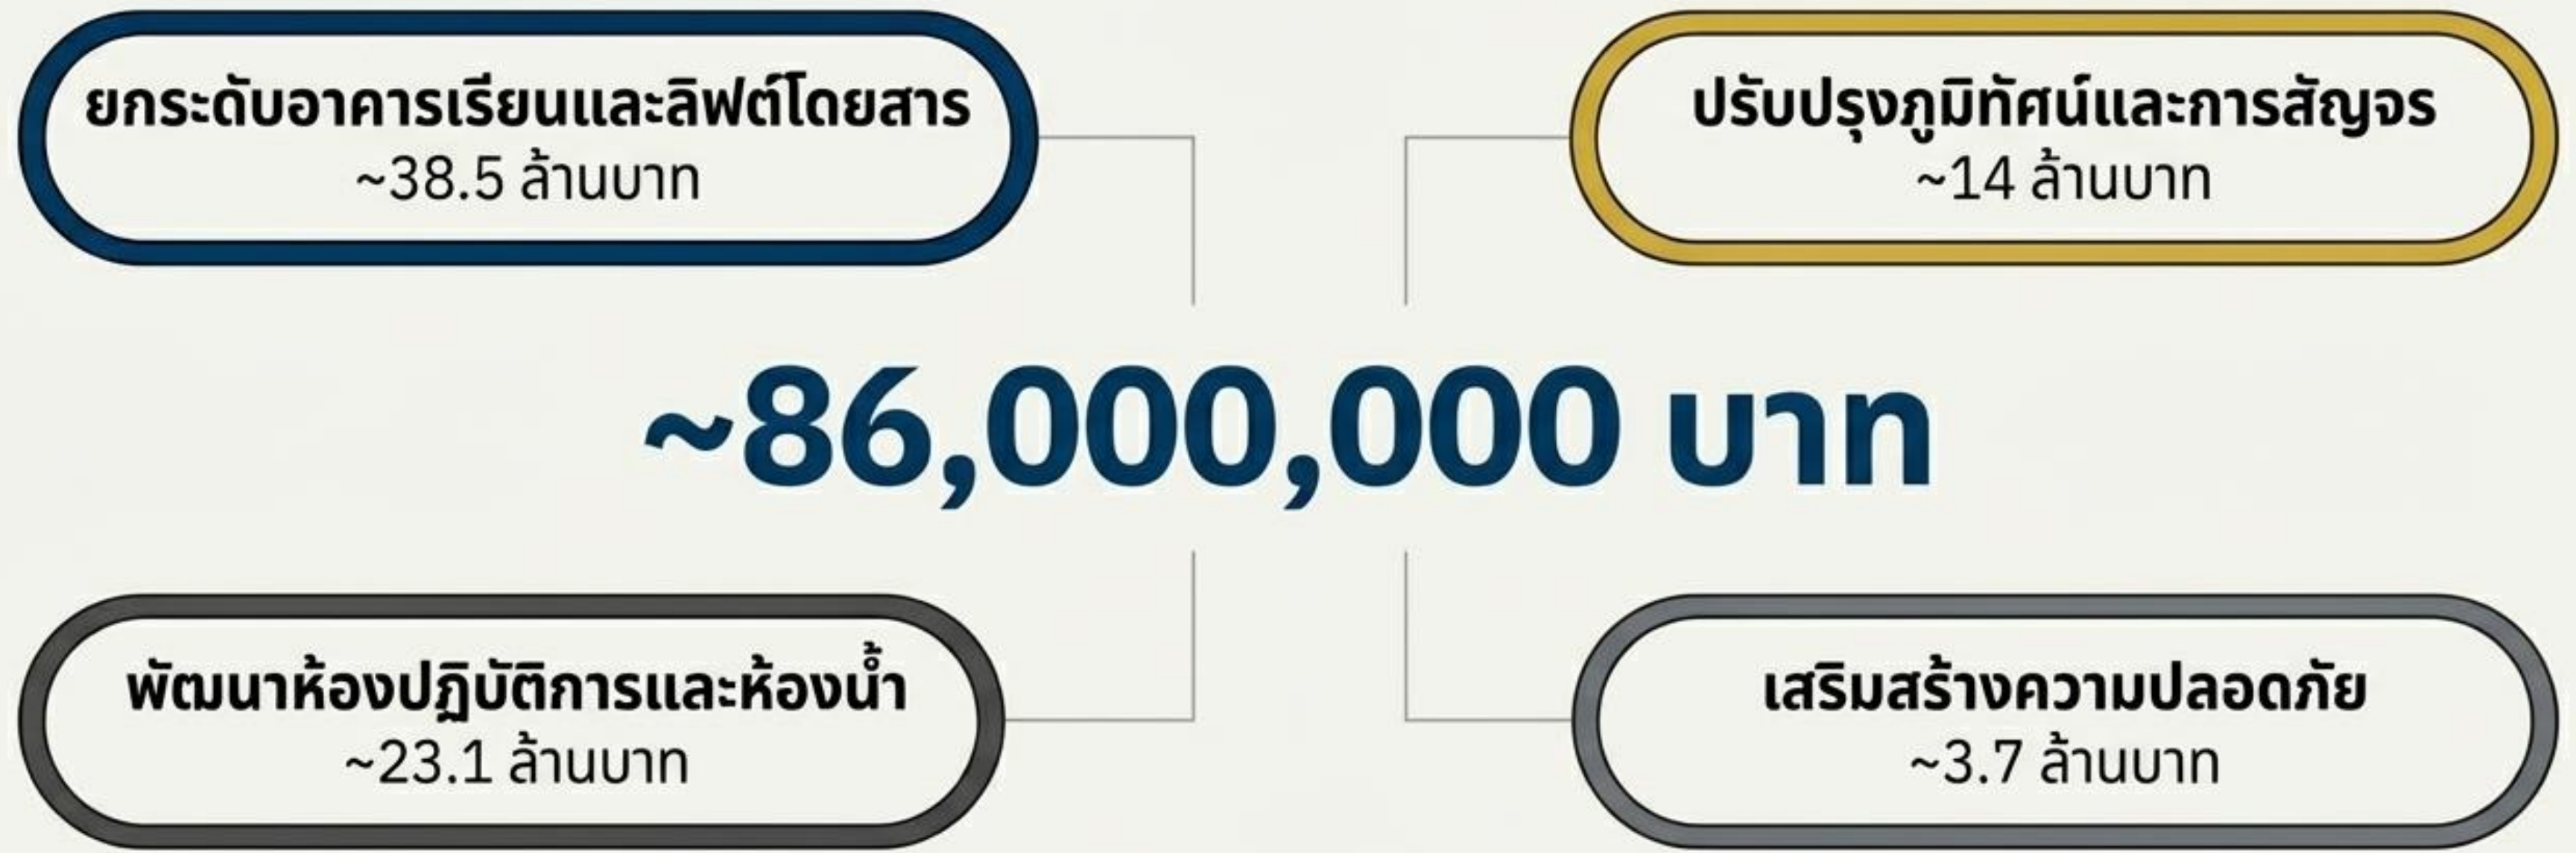 ยกระดับอาคารเรียนและลิฟต์โดยสาร
~38.5 ล้านบาท
ปรับปรุงภูมิทัศน์และการสัญจร
~14 ล้านบาท
~86,000,000 บาท
พัฒนาห้องปฏิบัติการและห้องน้ำ
~23.1 ล้านบาท
เสริมสร้างความปลอดภัย
~3.7 ล้านบาท